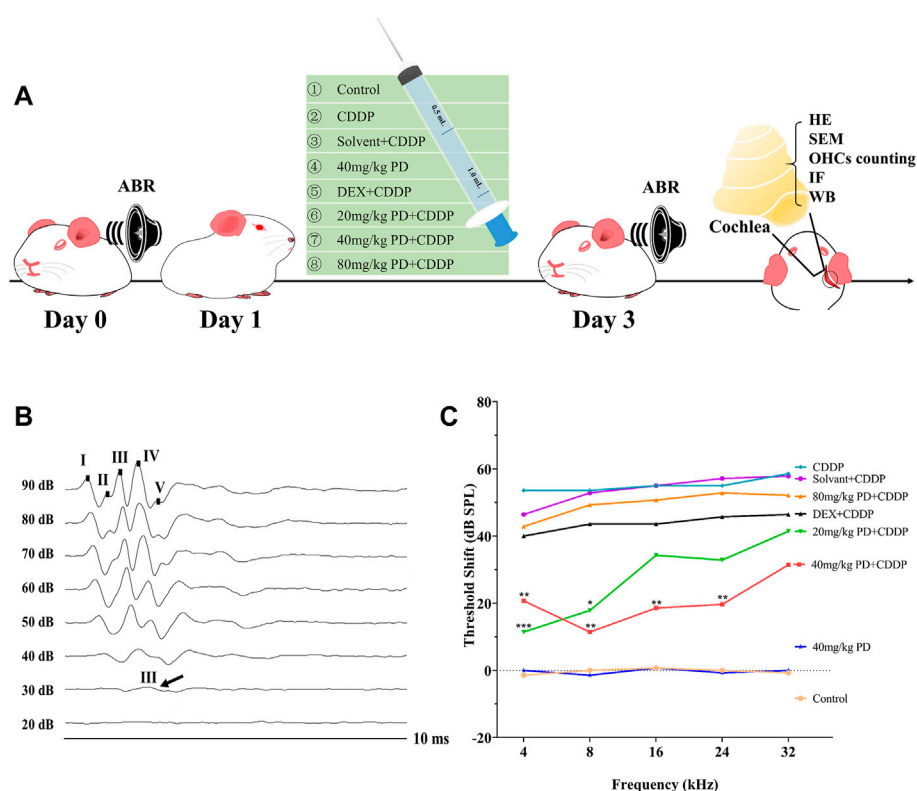 A
① Control
② CDDP
③ Solvent+CDDP
④ 40mg/kg PD
⑤ DEX+CDDP
⑥ 20mg/kg PD+CDDP
⑦ 40mg/kg PD+CDDP
⑧ 80mg/kg PD+CDDP
0.5 mL
1.0 mL
ABR
ABR
HE
SEM
OHCs counting
IF
WB
Cochlea
Day 0
Day 1
Day 3
B
I
II
III
IV
V
90 dB
80 dB
70 dB
60 dB
50 dB
40 dB
30 dB
III
20 dB
10 ms
C
Threshold Shift (dB SPL)
80
60
40
20
0
-20
4
8
16
24
32
Frequency (kHz)
CDDP
Solvent+CDDP
80mg/kg PD+CDDP
DEX+CDDP
20mg/kg PD+CDDP
40mg/kg PD+CDDP
40mg/kg PD
Control
**
***
*
**
**
**